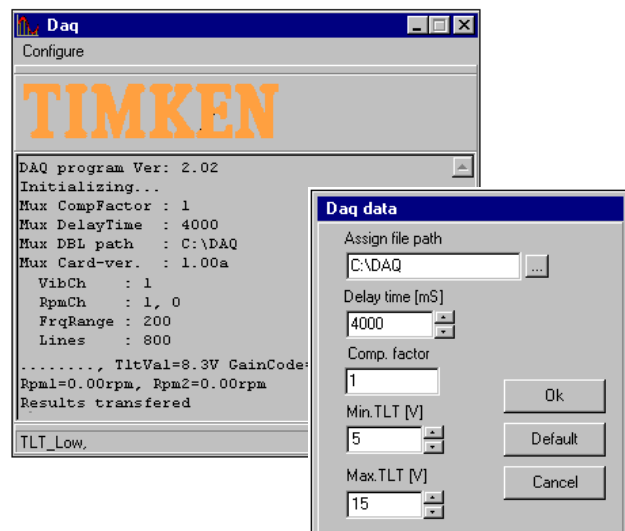 Daq
Configure
TIMKEN
DAQ program Ver: 2.02
Initializing...
Mux CompFactor : 1
Mux DelayTime : 4000
Mux DBL path : C:\DAQ
Mux Card-ver. : 1.00a
VibCh : 1
RpmCh : 1, 0
FrqRange : 200
Lines : 800
........, TltVal=8.3V GainCode=
Rpm1=0.00rpm, Rpm2=0.00rpm
Results transfered
TLT_Low,
Daq data
Assign file path
C:\DAQ
...
Delay time [mS]
4000
Comp. factor
1
Min.TLT [V]
5
Max.TLT [V]
15
Ok
Default
Cancel